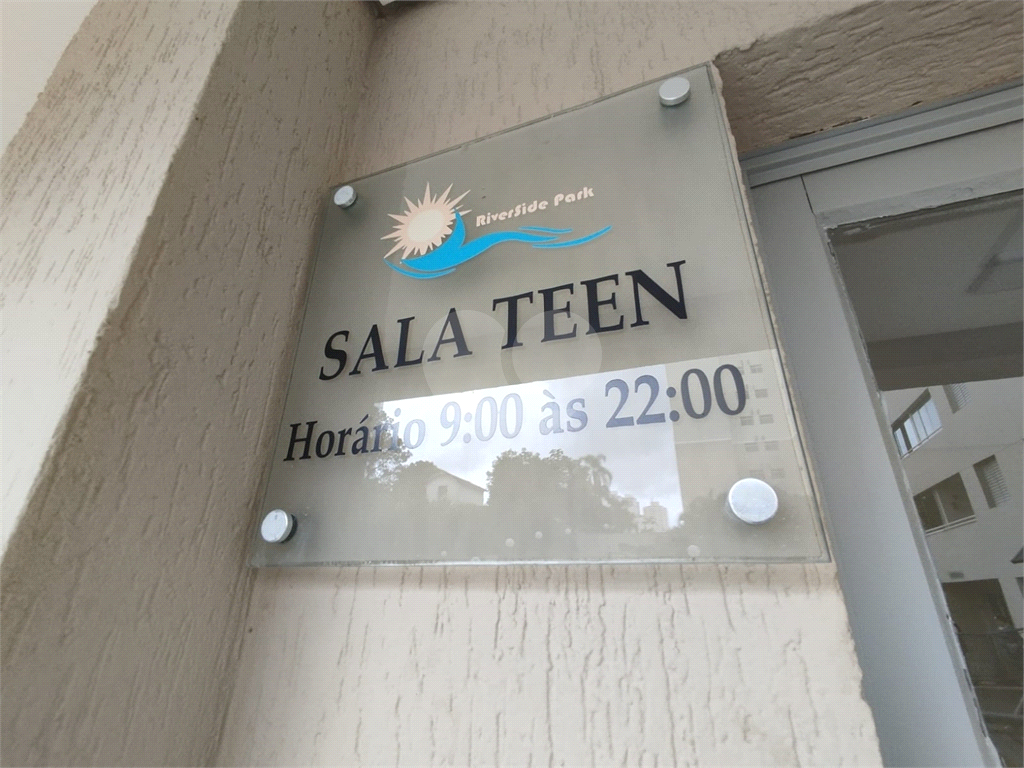 RiverSide Park
SALA TEEN
Horário 9:00 às 22:00